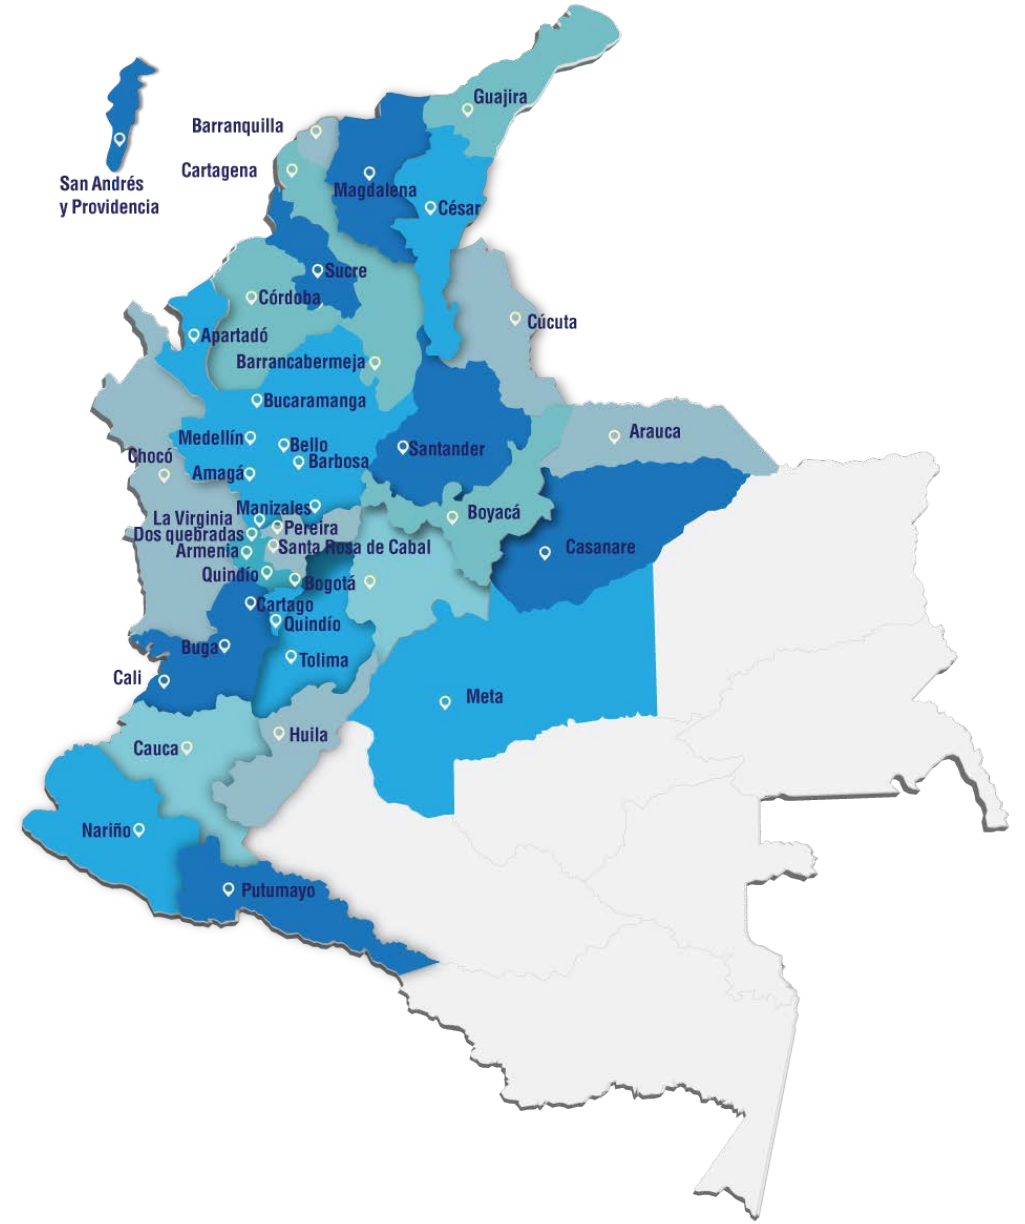 Guajira
Barranquilla
Cartagena
San Andrés
y Providencia
Magdalena
César
Sucre
Córdoba
Cúcuta
Apartadó
Barrancabermeja
Bucaramanga
Arauca
Medellín
Bello
Santander
Chocó
Barbosa
Amagá
Manizales
Boyacá
La Virginia
Pereira
Dos quebradas
Santa Rosa de Cabal
Armenia
Casanare
Quindío
Bogotá
Cartago
Quindío
Buga
Tolima
Cali
Meta
Huila
Cauca
Nariño
Putumayo